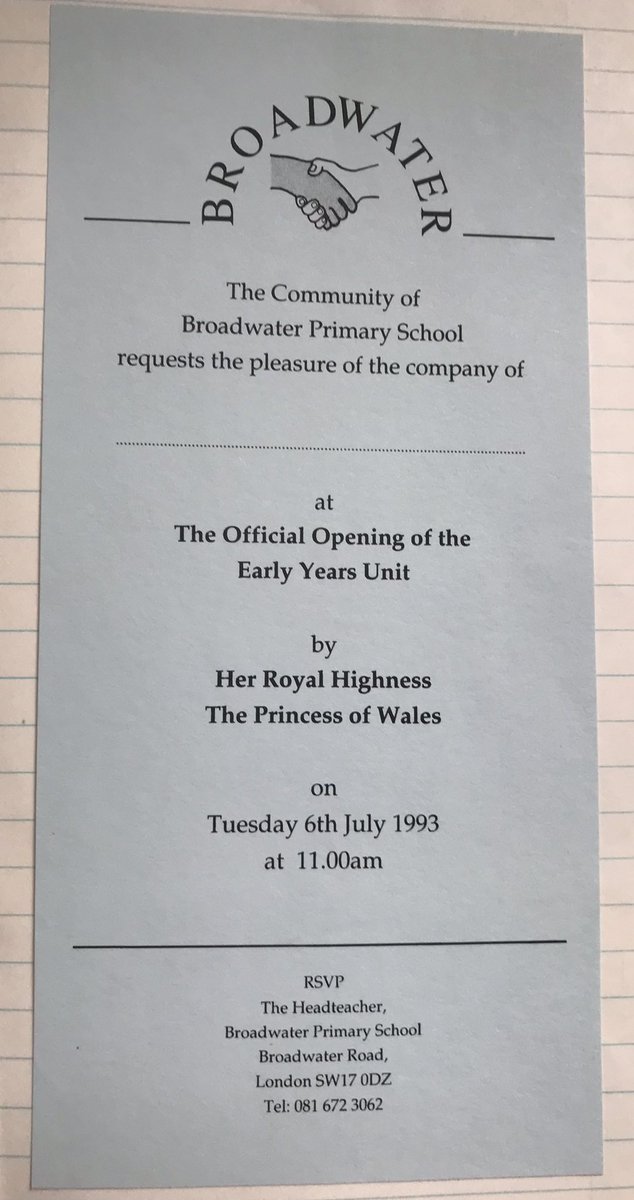 BROADWATER
The Community of
Broadwater Primary School
requests the pleasure of the company of
at
The Official Opening of the
Early Years Unit
by
Her Royal Highness
The Princess of Wales
on
Tuesday 6th July 1993
at 11.00am
RSVP
The Headteacher,
Broadwater Primary School
Broadwater Road,
London SW17 0DZ
Tel: 081 672 3062